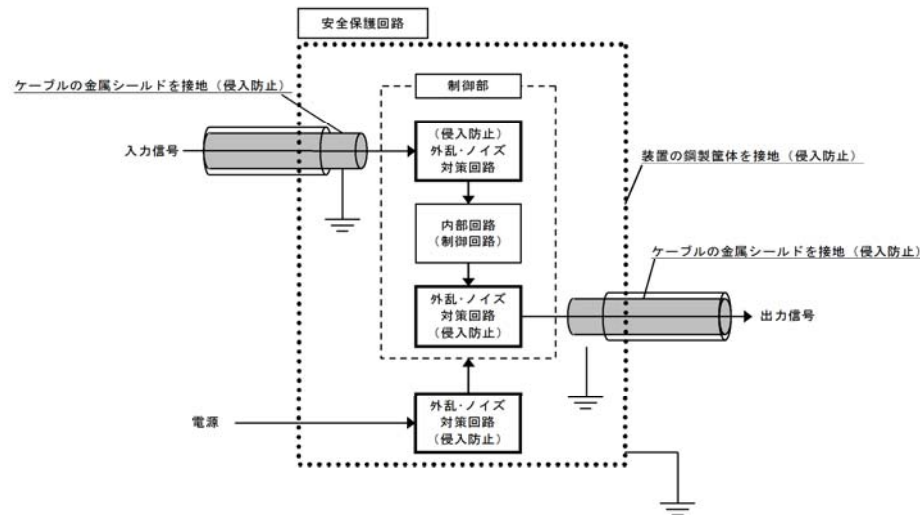 安全保護回路
ケーブルの金属シールドを接地（侵入防止）
制御部
入力信号
（侵入防止）
外乱・ノイズ
対策回路
装置の鋼製筐体を接地（侵入防止）
内部回路
（制御回路）
ケーブルの金属シールドを接地（侵入防止）
外乱・ノイズ
対策回路
（侵入防止）
出力信号
電源
外乱・ノイズ
対策回路
（侵入防止）